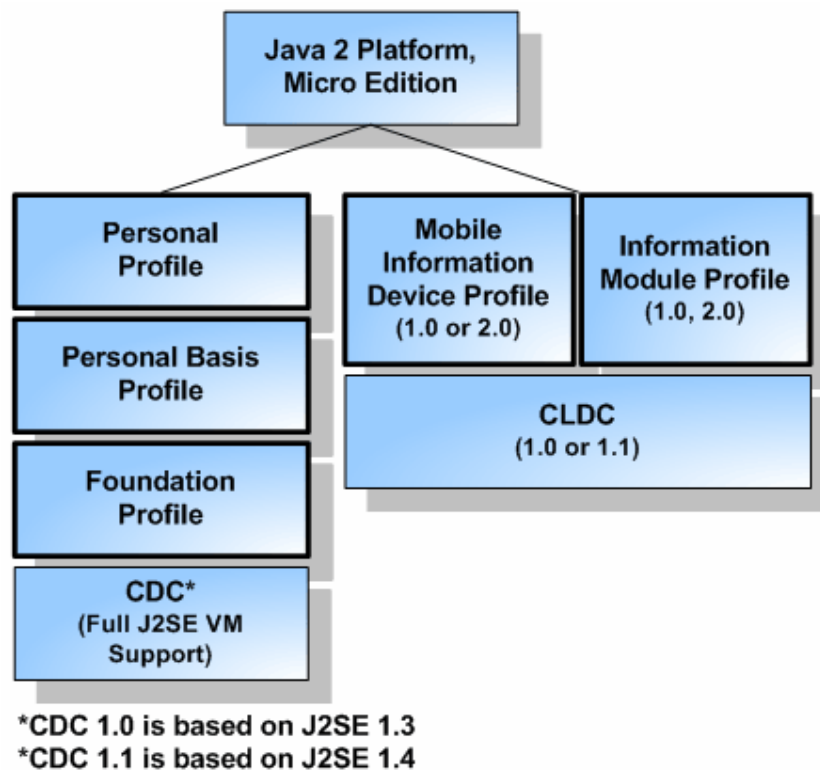 Java 2 Platform,
Micro Edition
Personal
Profile
Personal Basis
Profile
Foundation
Profile
CDC*
(Full J2SE VM
Support)
Mobile
Information
Device Profile
(1.0 or 2.0)
Information
Module Profile
(1.0, 2.0)
CLDC
(1.0 or 1.1)
*CDC 1.0 is based on J2SE 1.3
*CDC 1.1 is based on J2SE 1.4